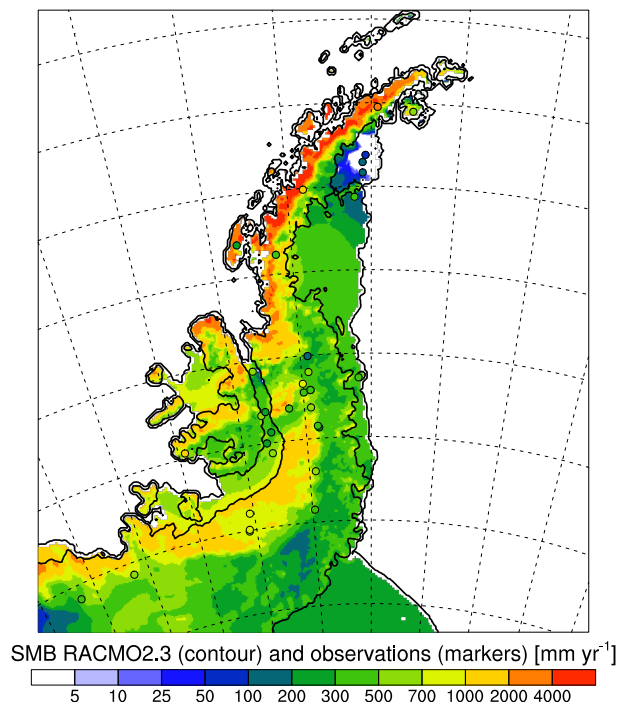 SMB RACMO2.3 (contour) and observations (markers) [mm yr⁻¹]
5 10 25 50 100 200 300 500 700 1000 2000 4000